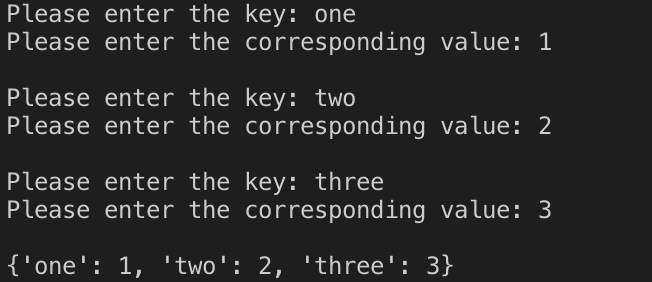 Please enter the key: one
Please enter the corresponding value: 1
Please enter the key: two
Please enter the corresponding value: 2
Please enter the key: three
Please enter the corresponding value: 3
{'one': 1, 'two': 2, 'three': 3}